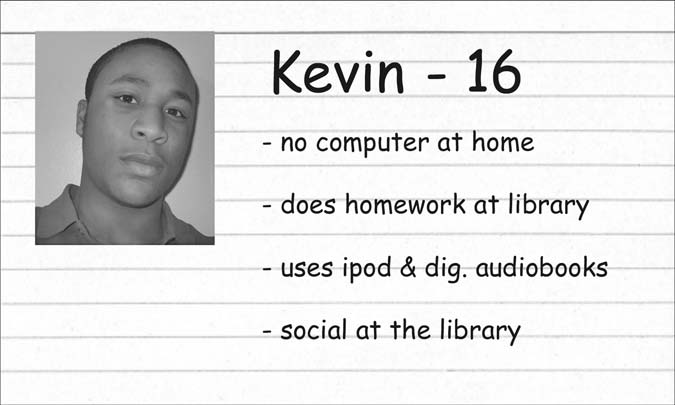 Kevin - 16
- no computer at home
- does homework at library
- uses ipod & dig. audiobooks
- social at the library